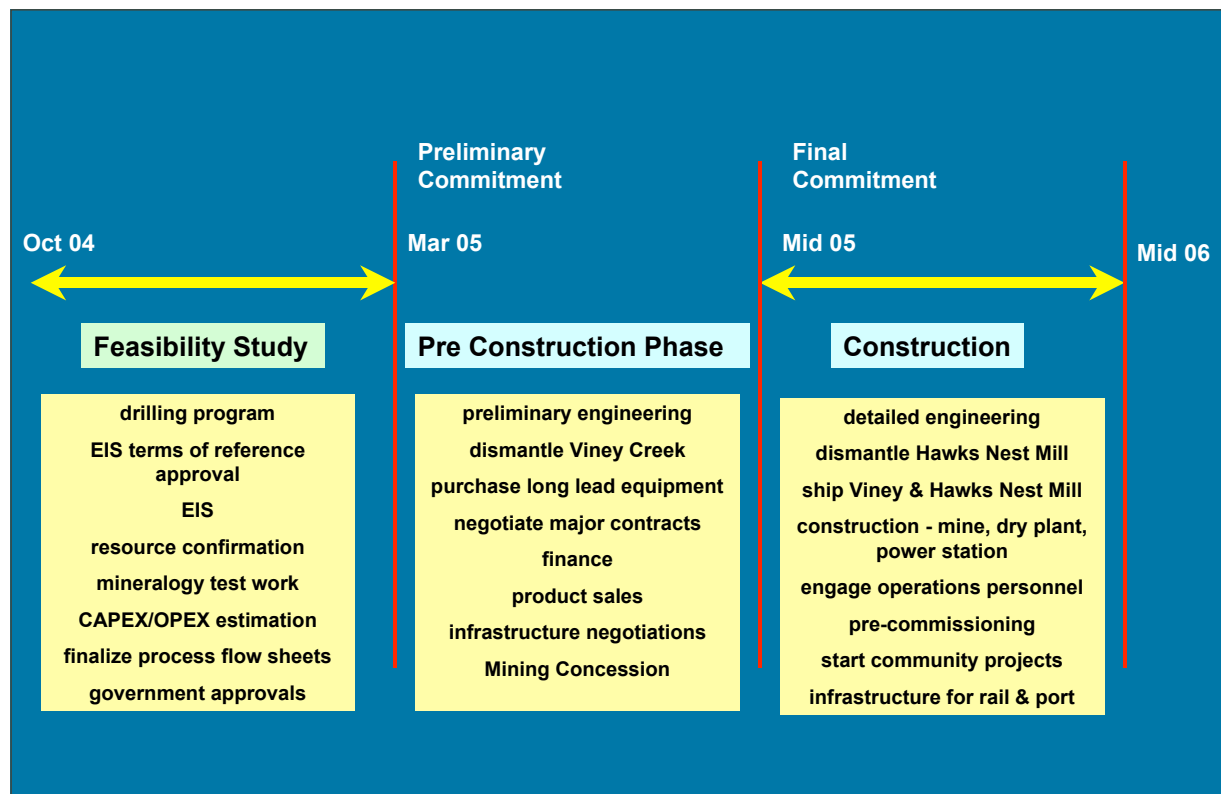 Preliminary
Commitment
Final
Commitment
Oct 04
Mar 05
Mid 05
Mid 06
Feasibility Study
drilling program
EIS terms of reference
approval
EIS
resource confirmation
mineralogy test work
CAPEX/OPEX estimation
finalize process flow sheets
government approvals
Pre Construction Phase
preliminary engineering
dismantle Viney Creek
purchase long lead equipment
negotiate major contracts
finance
product sales
infrastructure negotiations
Mining Concession
Construction
detailed engineering
dismantle Hawks Nest Mill
ship Viney & Hawks Nest Mill
construction - mine, dry plant,
power station
engage operations personnel
pre-commissioning
start community projects
infrastructure for rail & port